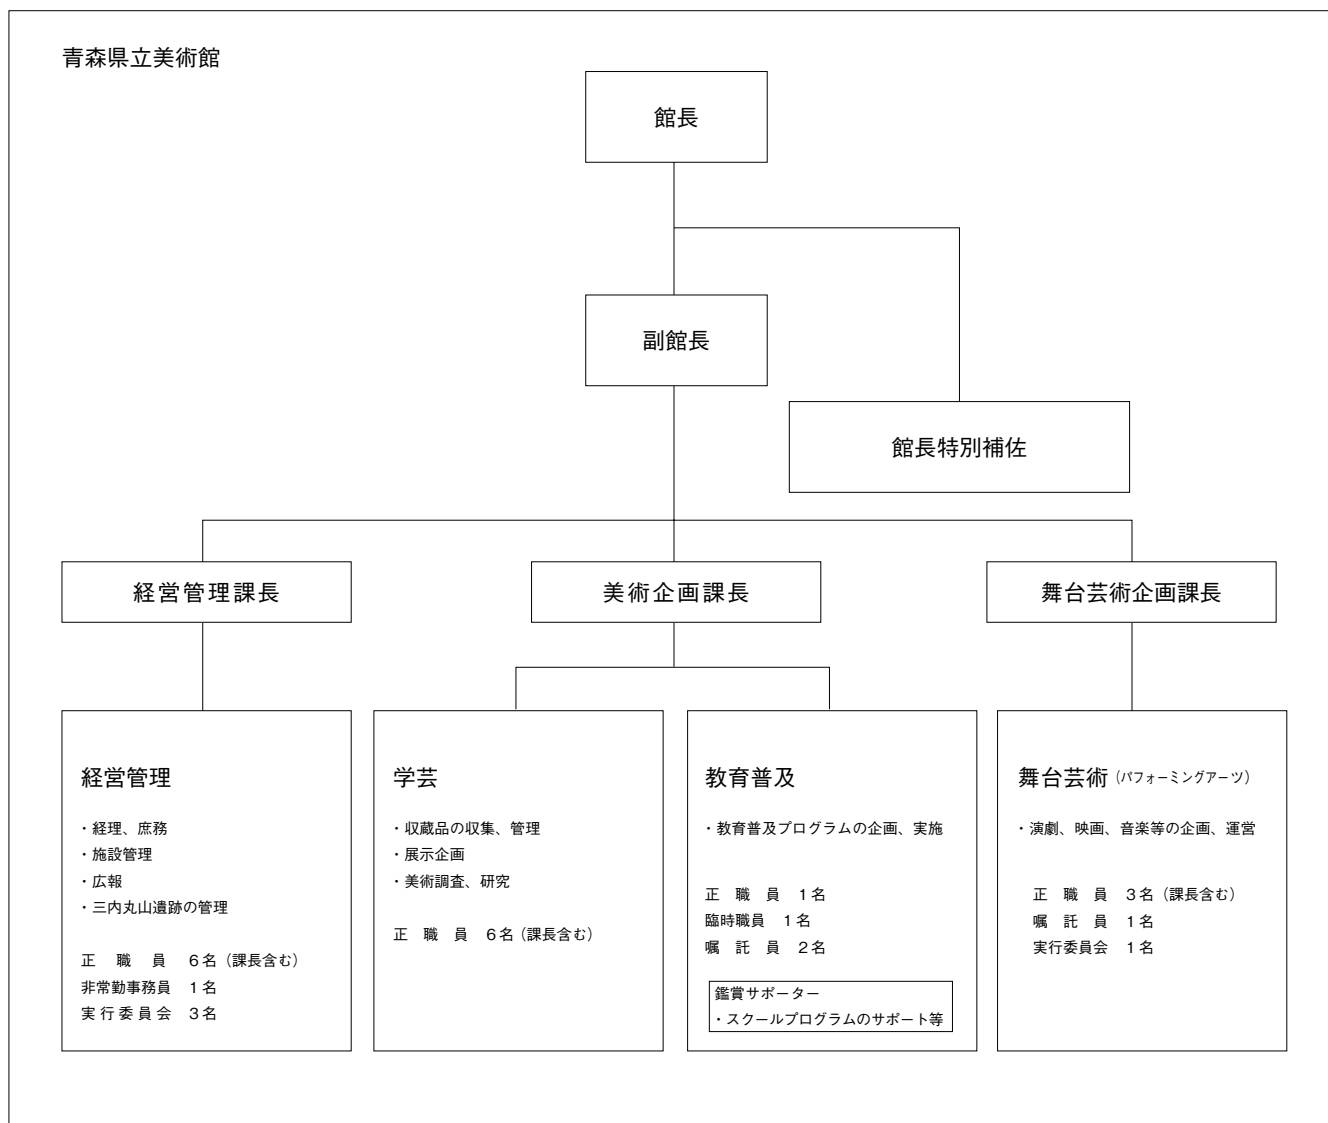 青森県立美術館
館長
副館長
館長特別補佐
経営管理課長
美術企画課長
舞台芸術企画課長
経営管理
・経理、庶務
・施設管理
・広報
・三内丸山遺跡の管理
正 職 員 6名(課長含む)
非常勤事務員 1名
実行委員会 3名
学芸
・収蔵品の収集、管理
・展示企画
・美術調査、研究
正 職 員 6名(課長含む)
教育普及
・教育普及プログラムの企画、実施
正 職 員 1名
臨時職員 1名
嘱 託 員 2名
鑑賞サポーター
・スクールプログラムのサポート等
舞台芸術(パフォーミングアーツ)
・演劇、映画、音楽等の企画、運営
正 職 員 3名(課長含む)
嘱 託 員 1名
実行委員会 1名